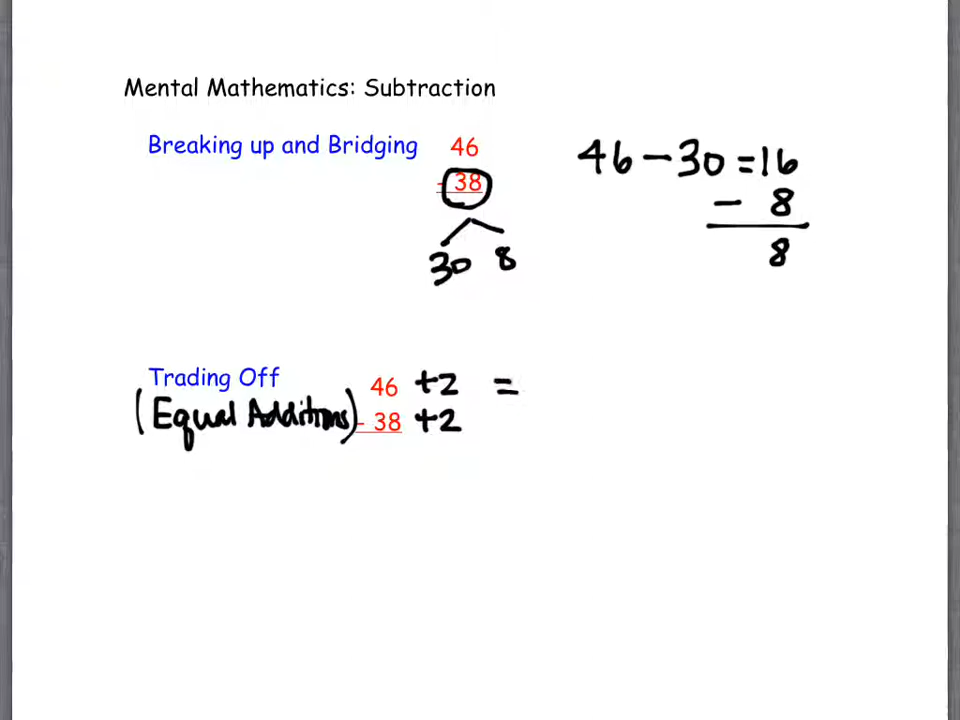 Mental Mathematics: Subtraction
Breaking up and Bridging
46
- 38
30 8
46 - 30 = 16
- 8
8
Trading Off
(Equal Additions)
46 +2 =
- 38 +2